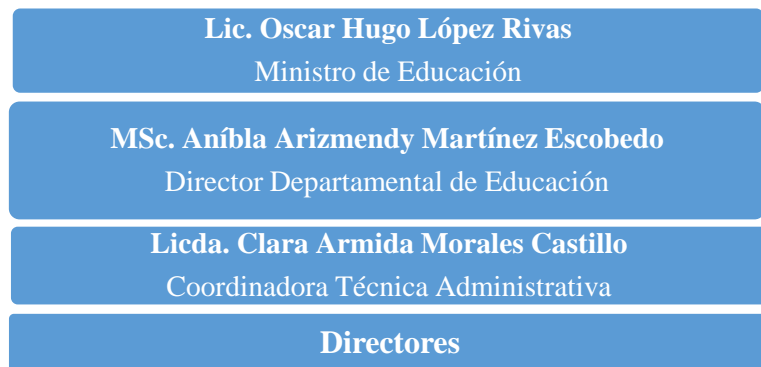 Lic. Oscar Hugo López Rivas
Ministro de Educación
MSc. Aníbla Arizmendy Martínez Escobedo
Director Departamental de Educación
Licda. Clara Armida Morales Castillo
Coordinadora Técnica Administrativa
Directores